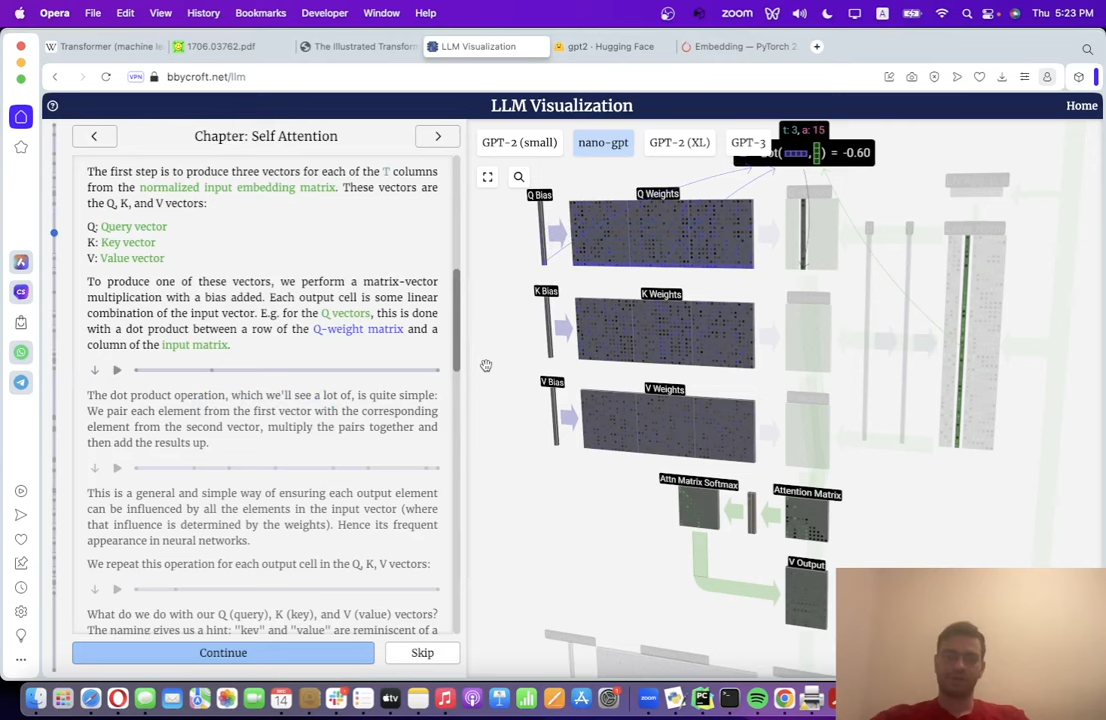 Opera File Edit View History Bookmarks Developer Window Help
zoom A Thu 5:23 PM
Transformer (machine le 1706.03762.pdf The Illustrated Transform LLM Visualization gpt2 · Hugging Face Embedding — PyTorch 2.
VPN bbycroft.net/llm
LLM Visualization
Home
Chapter: Self Attention
The first step is to produce three vectors for each of the T columns
from the normalized input embedding matrix. These vectors are
the Q, K, and V vectors:
Q: Query vector
K: Key vector
V: Value vector
To produce one of these vectors, we perform a matrix-vector
multiplication with a bias added. Each output cell is some linear
combination of the input vector. E.g. for the Q vectors, this is done
with a dot product between a row of the Q-weight matrix and a
column of the input matrix.
The dot product operation, which we'll see a lot of, is quite simple:
We pair each element from the first vector with the corresponding
element from the second vector, multiply the pairs together and
then add the results up.
This is a general and simple way of ensuring each output element
can be influenced by all the elements in the input vector (where
that influence is determined by the weights). Hence its frequent
appearance in neural networks.
We repeat this operation for each output cell in the Q, K, V vectors:
What do we do with our Q (query), K (key), and V (value) vectors?
The naming gives us a hint: "key" and "value" are reminiscent of a
Continue Skip
GPT-2 (small) nano-gpt GPT-2 (XL) GPT-3
t: 3, a: 15
= -0.60
Q Bias Q Weights
K Bias K Weights
V Bias V Weights
Attn Matrix Softmax Attention Matrix
V Output